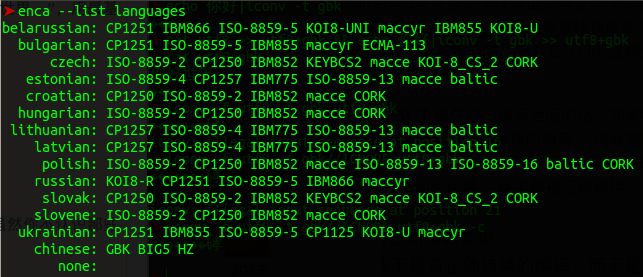 enca --list languages
belarussian: CP1251 IBM866 ISO-8859-5 KOI8-UNI maccyr IBM855 KOI8-U
bulgarian: CP1251 ISO-8859-5 IBM855 maccyr ECMA-113
czech: ISO-8859-2 CP1250 IBM852 KEYBCS2 macce KOI-8_CS_2 CORK
estonian: ISO-8859-4 CP1257 IBM775 ISO-8859-13 macce baltic
croatian: CP1250 ISO-8859-2 IBM852 macce CORK
hungarian: ISO-8859-2 CP1250 IBM852 macce CORK
lithuanian: CP1257 ISO-8859-4 IBM775 ISO-8859-13 macce baltic
latvian: CP1257 ISO-8859-4 IBM775 ISO-8859-13 macce baltic
polish: ISO-8859-2 CP1250 IBM852 macce ISO-8859-13 ISO-8859-16 baltic CORK
russian: KOI8-R CP1251 ISO-8859-5 IBM866 maccyr
slovak: CP1250 ISO-8859-2 IBM852 KEYBCS2 macce KOI-8_CS_2 CORK
slovene: ISO-8859-2 CP1250 IBM852 macce CORK
ukrainian: CP1251 IBM855 ISO-8859-5 CP1125 KOI8-U maccyr
chinese: GBK BIG5 HZ
none: